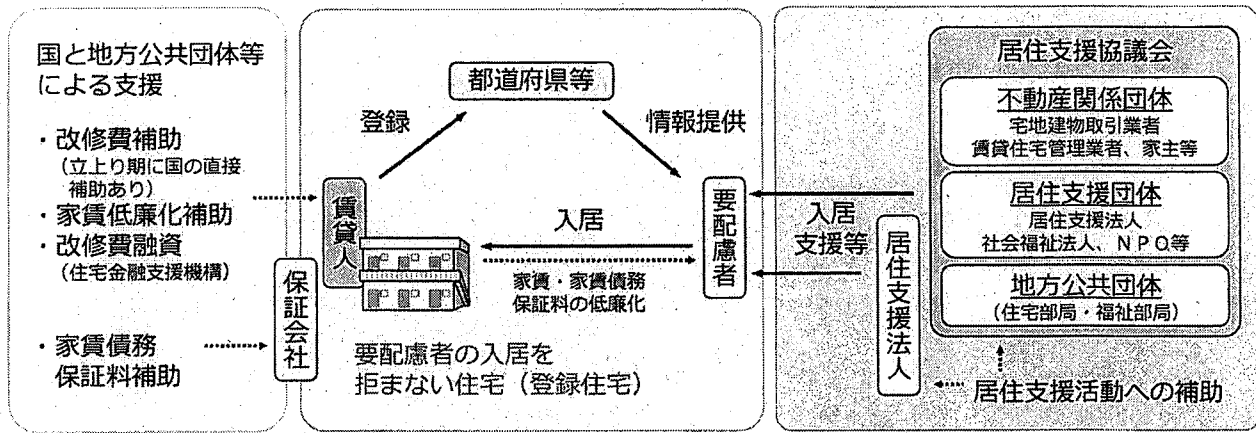 国と地方公共団体等
による支援
・改修費補助
(立上り期に国の直接
補助あり)
・家賃低廉化補助
・改修費融資
(住宅金融支援機構)
・家賃債務
保証料補助
保証会社
都道府県等
登録
情報提供
賃貸人
入居
家賃・家賃債務
保証料の低廉化
要配慮者
要配慮者の入居を
拒まない住宅(登録住宅)
入居
支援等
居住支援法人
居住支援協議会
不動産関係団体
宅地建物取引業者
賃貸住宅管理業者、家主等
居住支援団体
居住支援法人
社会福祉法人、NPO等
地方公共団体
(住宅部局・福祉部局)
居住支援活動への補助